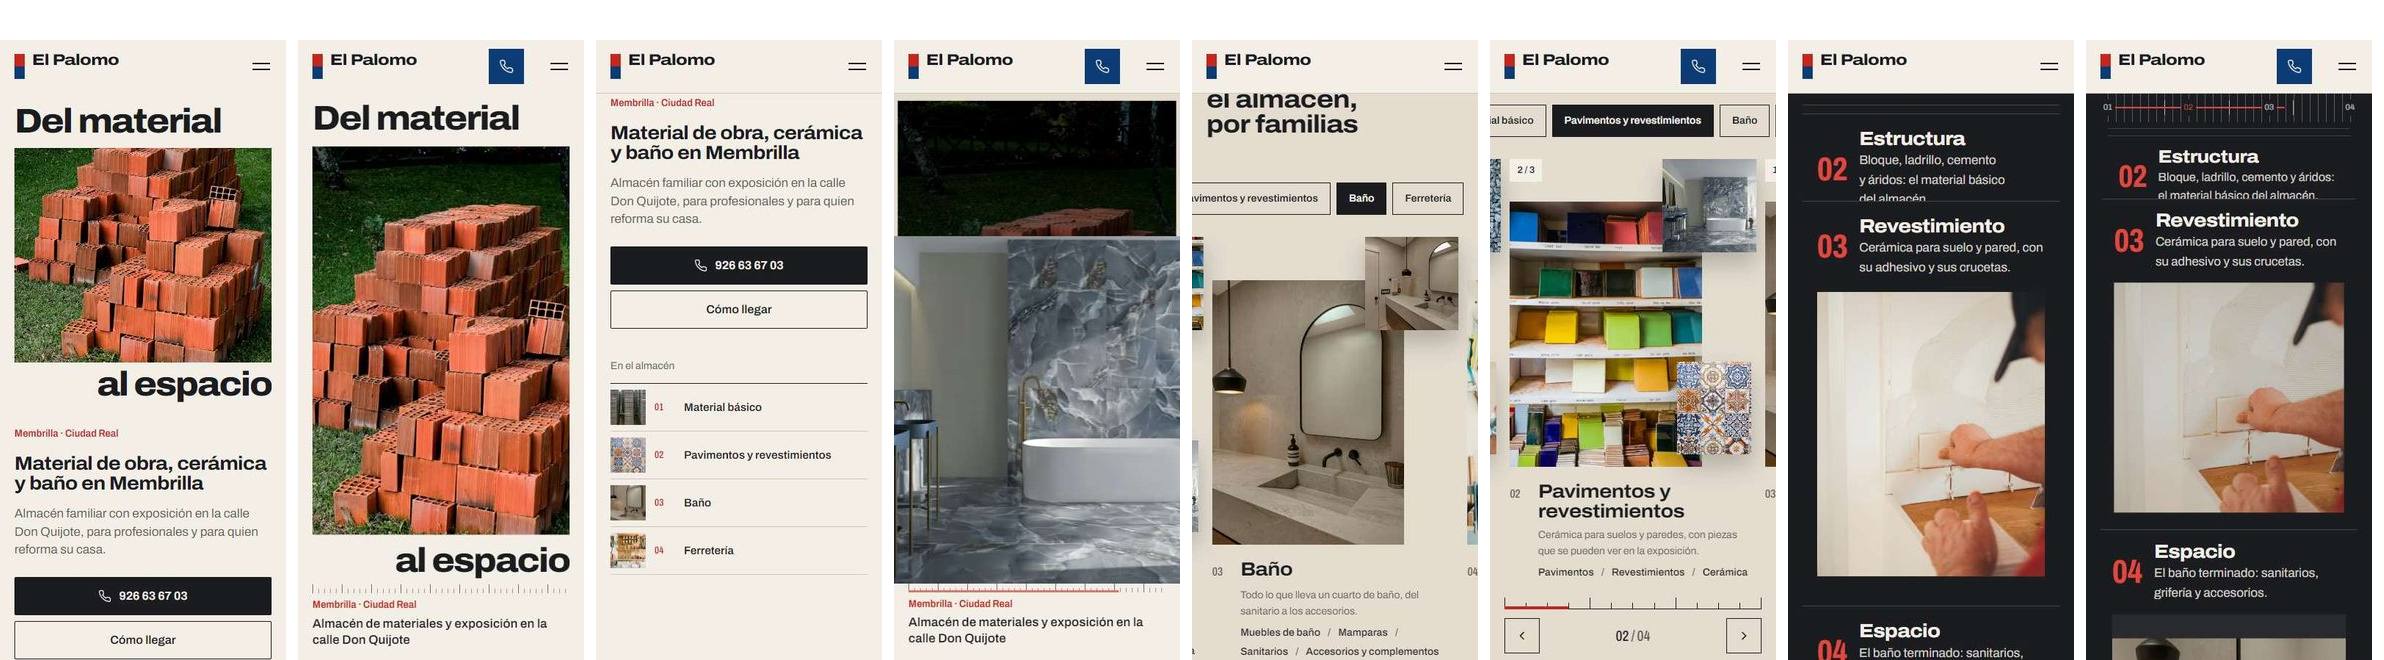 El Palomo
Del material
al espacio
Membrilla · Ciudad Real
Material de obra, cerámica
y baño en Membrilla
Almacén familiar con exposición en la calle
Don Quijote, para profesionales y para quien
reforma su casa.
926 63 67 03
Cómo llegar
El Palomo
Del material
al espacio
Membrilla · Ciudad Real
Almacén de materiales y exposición en la
calle Don Quijote
El Palomo
Membrilla · Ciudad Real
Material de obra, cerámica
y baño en Membrilla
Almacén familiar con exposición en la calle
Don Quijote, para profesionales y para quien
reforma su casa.
926 63 67 03
Cómo llegar
En el almacén
01 Material básico
02 Pavimentos y revestimientos
03 Baño
04 Ferretería
El Palomo
Membrilla · Ciudad Real
Almacén de materiales y exposición en la
calle Don Quijote
El Palomo
el almacén,
por familias
avimentos y revestimientos
Baño
Ferretería
03 Baño
04
Todo lo que lleva un cuarto de baño, del
sanitario a los accesorios.
Muebles de baño / Mamparas /
Sanitarios / Accesorios y complementos
El Palomo
ial básico
Pavimentos y revestimientos
Baño
2 / 3
1
02 Pavimentos y
revestimientos
03
Cerámica para suelos y paredes, con piezas
que se pueden ver en la exposición.
Pavimentos / Revestimientos / Cerámica
02 / 04
El Palomo
02 Estructura
Bloque, ladrillo, cemento
y áridos: el material básico
del almacén.
03 Revestimiento
Cerámica para suelo y pared, con
su adhesivo y sus crucetas.
04 Espacio
El baño terminado: sanitarios,
El Palomo
01 02 03 04
02 Estructura
Bloque, ladrillo, cemento y áridos:
el material básico del almacén.
03 Revestimiento
Cerámica para suelo y pared, con
su adhesivo y sus crucetas.
04 Espacio
El baño terminado: sanitarios,
grifería y accesorios.